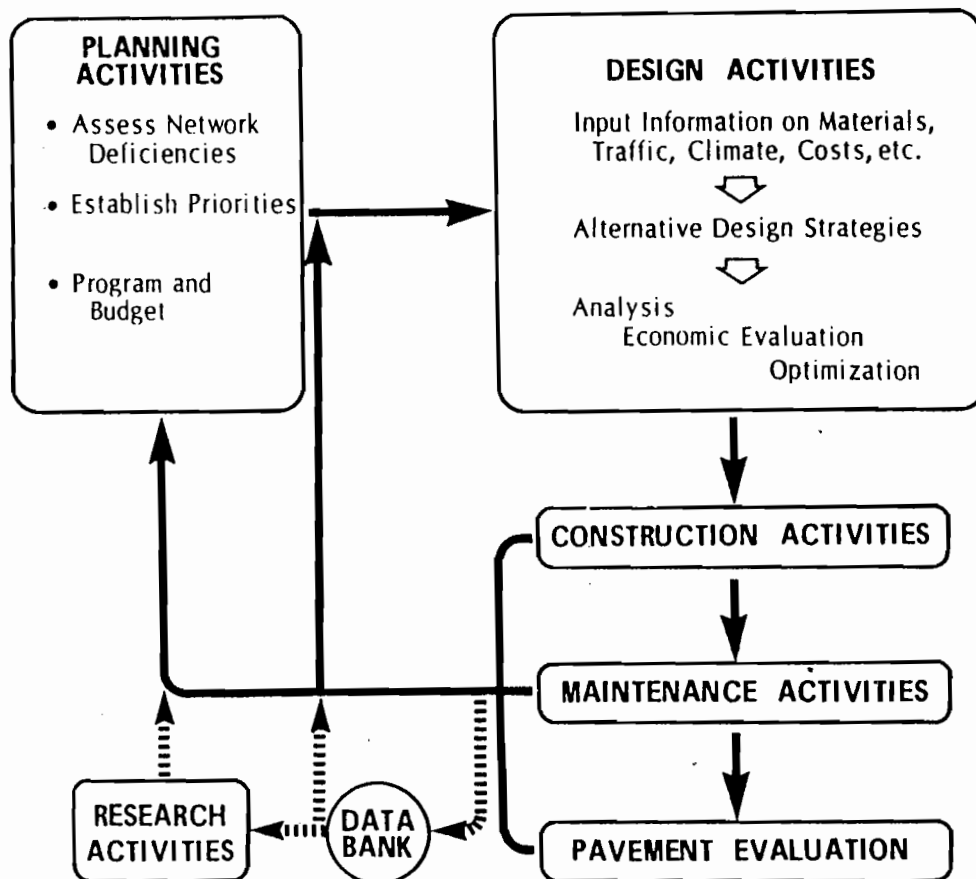 PLANNING
ACTIVITIES
• Assess Network
Deficiencies
• Establish Priorities
• Program and
Budget
DESIGN ACTIVITIES
Input Information on Materials,
Traffic, Climate, Costs, etc.
Alternative Design Strategies
Analysis
Economic Evaluation
Optimization
CONSTRUCTION ACTIVITIES
MAINTENANCE ACTIVITIES
PAVEMENT EVALUATION
DATA
BANK
RESEARCH
ACTIVITIES